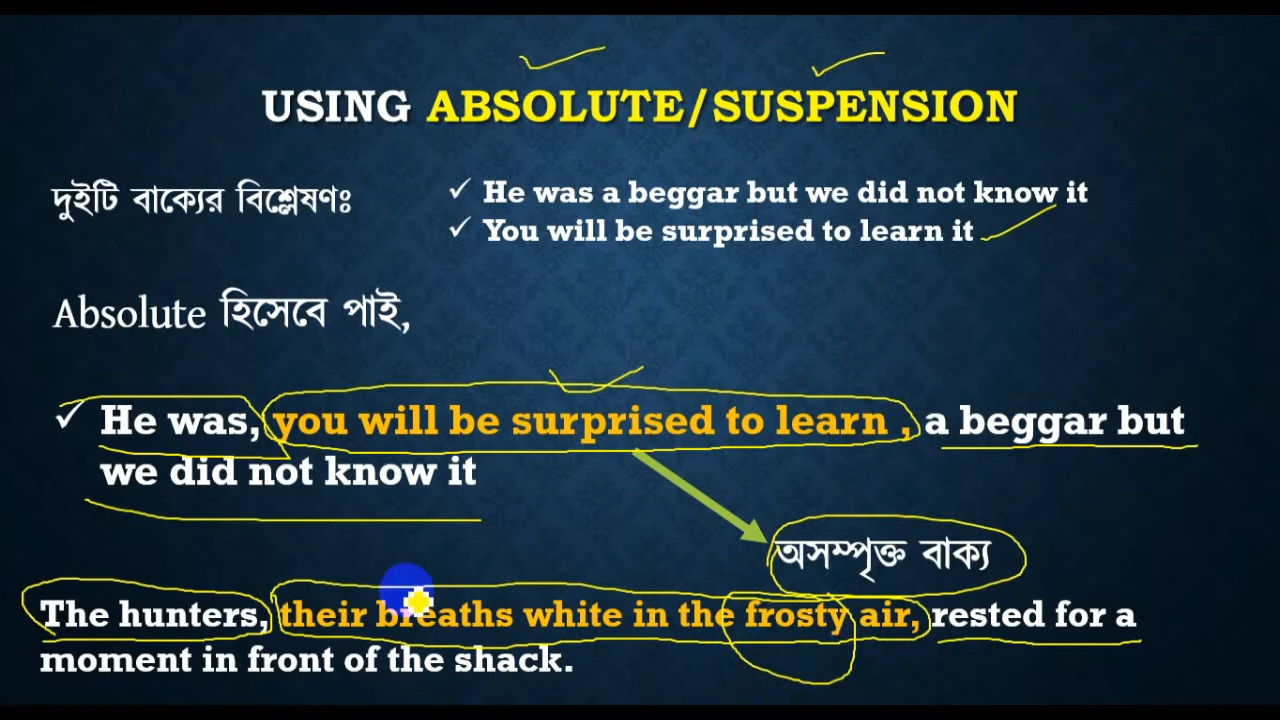 USING ABSOLUTE/SUSPENSION
দুইটি বাক্যের বিশ্লেষণঃ
✓ He was a beggar but we did not know it
✓ You will be surprised to learn it
Absolute হিসেবে পাই,
✓ He was, you will be surprised to learn , a beggar but
we did not know it
অসম্পৃক্ত বাক্য
The hunters, their breaths white in the frosty air, rested for a
moment in front of the shack.